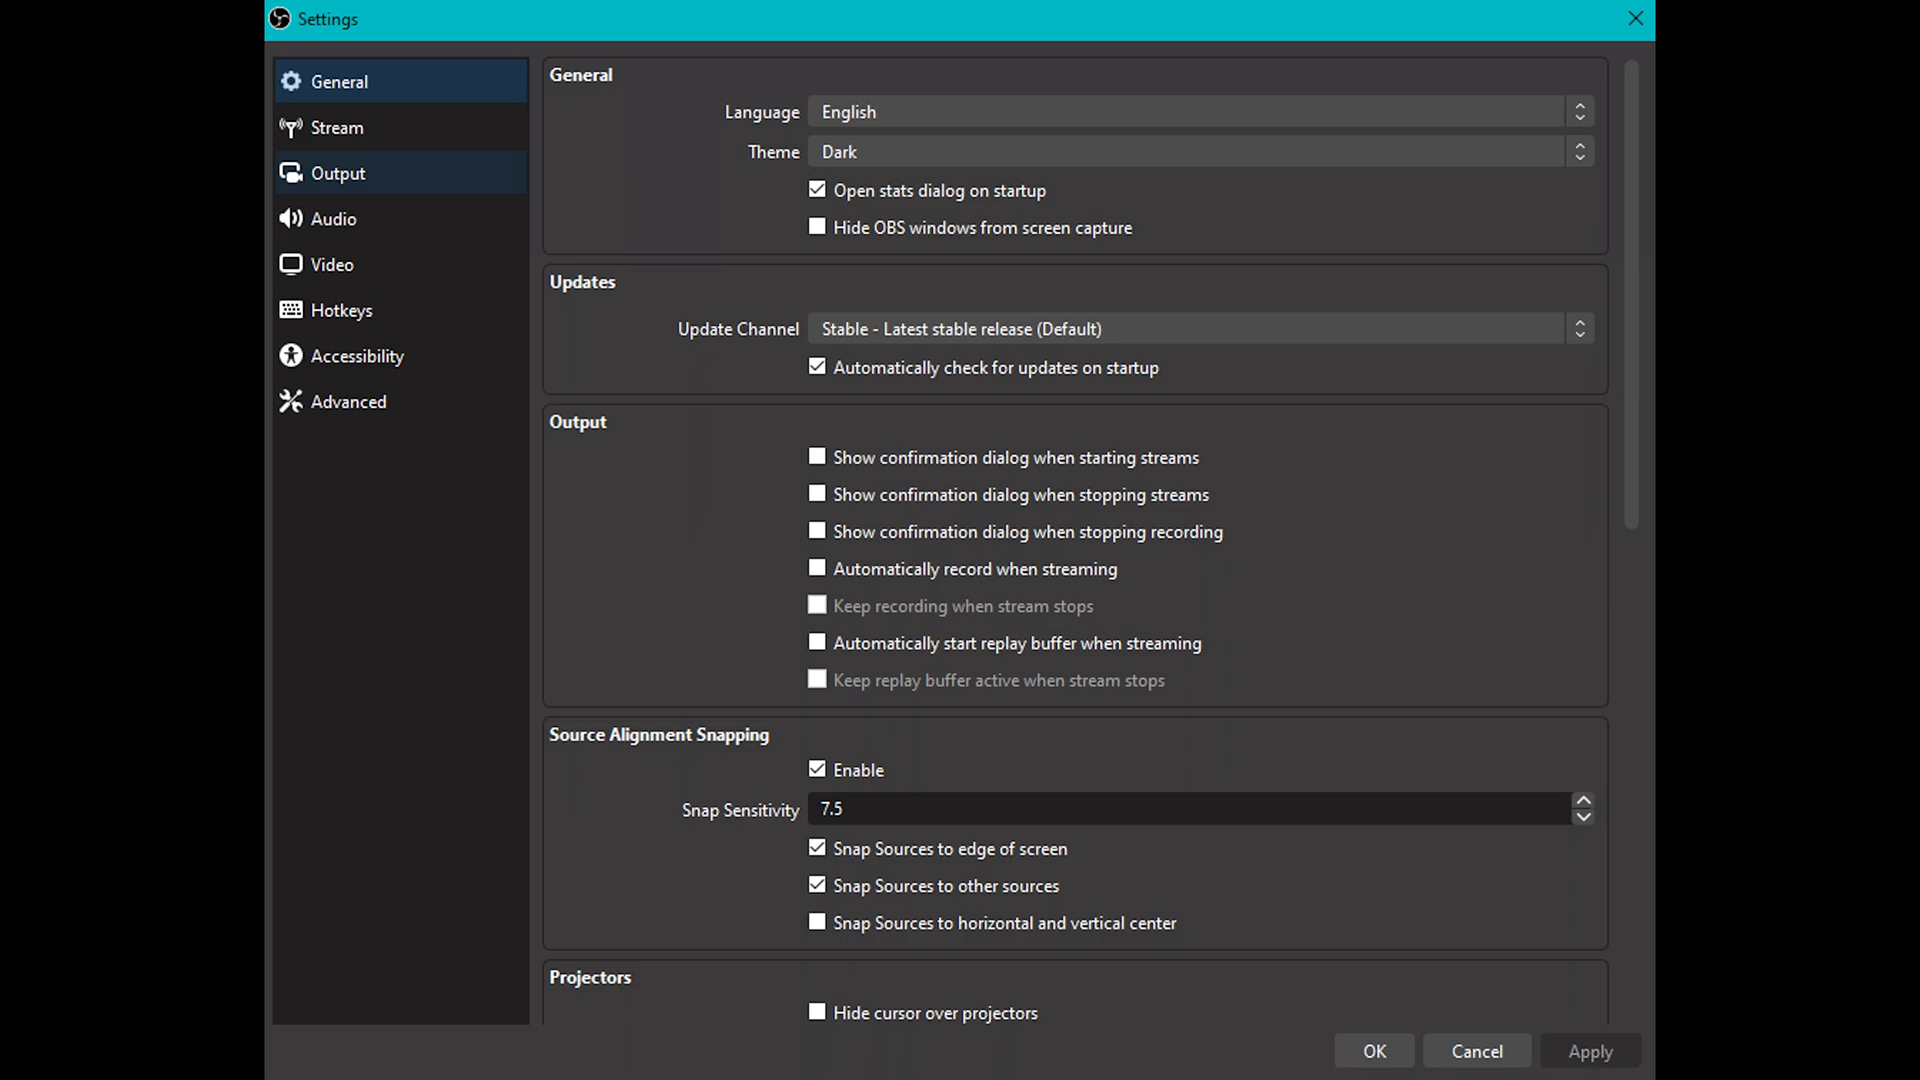 Settings
General
Stream
Output
Audio
Video
Hotkeys
Accessibility
Advanced
General
Language English
Theme Dark
Open stats dialog on startup
Hide OBS windows from screen capture
Updates
Update Channel Stable - Latest stable release (Default)
Automatically check for updates on startup
Output
Show confirmation dialog when starting streams
Show confirmation dialog when stopping streams
Show confirmation dialog when stopping recording
Automatically record when streaming
Keep recording when stream stops
Automatically start replay buffer when streaming
Keep replay buffer active when stream stops
Source Alignment Snapping
Enable
Snap Sensitivity 7.5
Snap Sources to edge of screen
Snap Sources to other sources
Snap Sources to horizontal and vertical center
Projectors
Hide cursor over projectors
OK Cancel Apply